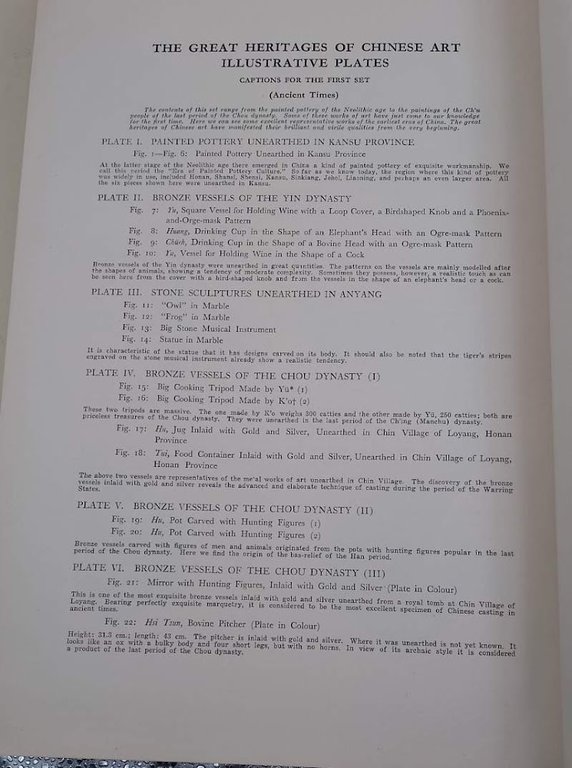 THE GREAT HERITAGES OF CHINESE ART
ILLUSTRATIVE PLATES
CAPTIONS FOR THE FIRST SET
(Ancient Times)
The contents of this set range from the painted pottery of the Neolithic age to the paintings of the Ch'u
people of the last period of the Chou dynasty. Some of these works of art have just come to our knowledge
for the first time. Here we can see some excellent representative works of the earliest eras of China. The great
heritages of Chinese art have manifested their brilliant and virile qualities from the very beginning.
PLATE I. PAINTED POTTERY UNEARTHED IN KANSU PROVINCE
Fig. 1—Fig. 6: Painted Pottery Unearthed in Kansu Province
At the latter stage of the Neolithic age there emerged in China a kind of painted pottery of exquisite workmanship. We
call this period the "Era of Painted Pottery Culture." So far as we know today, the region where this kind of pottery
was widely in use, included Honan, Shansi, Shensi, Kansu, Sinkiang, Jehol, Liaoning, and perhaps an even larger area. All
the six pieces shown here were unearthed in Kansu.
PLATE II. BRONZE VESSELS OF THE YIN DYNASTY
Fig. 7: Yu, Square Vessel for Holding Wine with a Loop Cover, a Birdshaped Knob and a Phoenix-
and-Orge-mask Pattern
Fig. 8: Huang, Drinking Cup in the Shape of an Elephant's Head with an Ogre-mask Pattern
Fig. 9: Chüeh, Drinking Cup in the Shape of a Bovine Head with an Ogre-mask Pattern
Fig. 10: Yu, Vessel for Holding Wine in the Shape of a Cock
Bronze vessels of the Yin dynasty were unearthed in great quantities. The patterns on the vessels are mainly modelled after
the shapes of animals, showing a tendency of moderate complexity. Sometimes they possess, however, a realistic touch as can
be seen here from the cover with a bird-shaped knob and from the vessels in the shape of an elephant's head or a cock.
PLATE III. STONE SCULPTURES UNEARTHED IN ANYANG
Fig. 11: "Owl" in Marble
Fig. 12: "Frog" in Marble
Fig. 13: Big Stone Musical Instrument
Fig. 14: Statue in Marble
It is characteristic of the statue that it has designs carved on its body. It should also be noted that the tiger's stripes
engraved on the stone musical instrument already show a realistic tendency.
PLATE IV. BRONZE VESSELS OF THE CHOU DYNASTY (I)
Fig. 15: Big Cooking Tripod Made by Yü* (1)
Fig. 16: Big Cooking Tripod Made by K'o† (2)
These two tripods are massive. The one made by K'o weighs 300 catties and the other made by Yü, 250 catties; both are
priceless treasures of the Chou dynasty. They were unearthed in the last period of the Ch'ing (Manchu) dynasty.
Fig. 17: Hu, Jug Inlaid with Gold and Silver, Unearthed in Chin Village of Loyang, Honan
Province
Fig. 18: Tui, Food Container Inlaid with Gold and Silver, Unearthed in Chin Village of Loyang,
Honan Province
The above two vessels are representatives of the metal works of art unearthed in Chin Village. The discovery of the bronze
vessels inlaid with gold and silver reveals the advanced and elaborate technique of casting during the period of the Warring
States.
PLATE V. BRONZE VESSELS OF THE CHOU DYNASTY (II)
Fig. 19: Hu, Pot Carved with Hunting Figures (1)
Fig. 20: Hu, Pot Carved with Hunting Figures (2)
Bronze vessels carved with figures of men and animals originated from the pots with hunting figures popular in the last
period of the Chou dynasty. Here we find the origin of the bas-relief of the Han period.
PLATE VI. BRONZE VESSELS OF THE CHOU DYNASTY (III)
Fig. 21: Mirror with Hunting Figures, Inlaid with Gold and Silver (Plate in Colour)
This is one of the most exquisite bronze vessels inlaid with gold and silver unearthed from a royal tomb at Chin Village of
Loyang. Bearing perfectly exquisite marquetry, it is considered to be the most excellent specimen of Chinese casting in
ancient times.
Fig. 22: Hsi Tsun, Bovine Pitcher (Plate in Colour)
Height: 31.3 cm.; length: 43 cm. The pitcher is inlaid with gold and silver. Where it was unearthed is not yet known. It
looks like an ox with a bulky body and four short legs, but with no horns. In view of its archaic style it is considered
a product of the last period of the Chou dynasty.